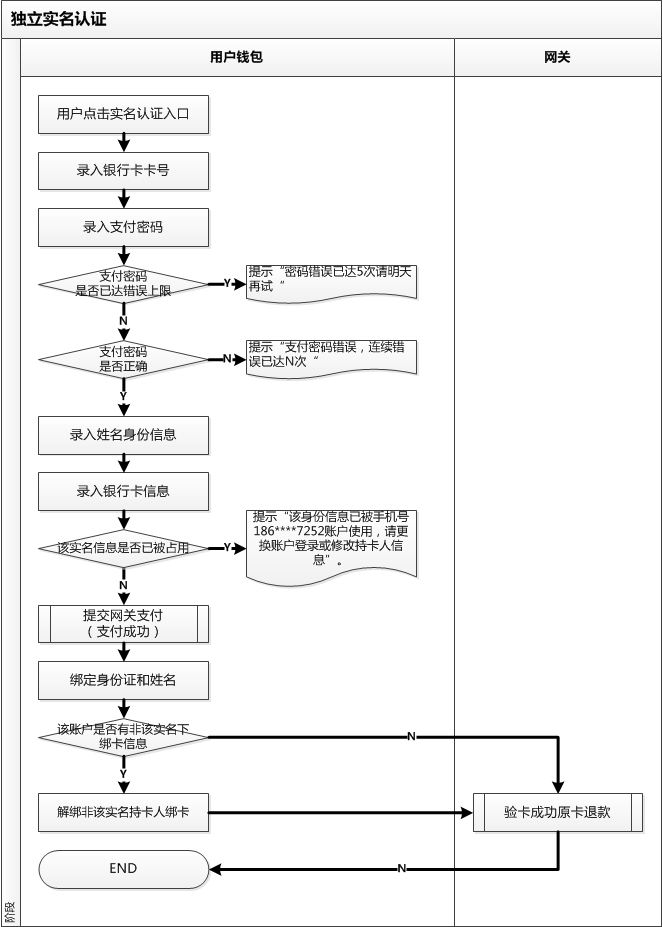 独立实名认证
用户钱包
网关
用户点击实名认证入口
录入银行卡卡号
录入支付密码
支付密码
是否已达错误上限
Y
提示“密码错误已达5次请明天
再试“
N
支付密码
是否正确
N
提示“支付密码错误，连续错
误已达N次“
Y
录入姓名身份信息
录入银行卡信息
该实名信息是否已被占用
Y
提示“该身份信息已被手机号
186****7252账户使用，请更
换账户登录或修改持卡人信
息”。
N
提交网关支付
（支付成功）
绑定身份证和姓名
该账户是否有非该实名下
绑卡信息
N
Y
解绑非该实名持卡人绑卡
验卡成功原卡退款
END
N
阶段